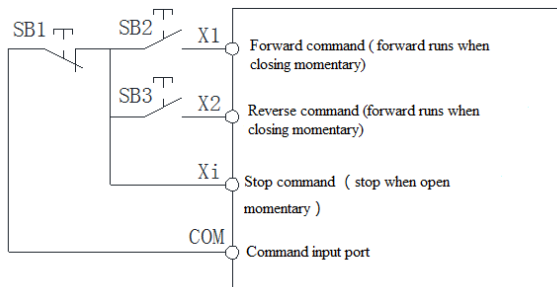 SB1
SB2
X1
Forward command ( forward runs when
closing momentary)
SB3
X2
Reverse command (forward runs when
closing momentary)
Xi
Stop command ( stop when open
momentary )
COM
Command input port